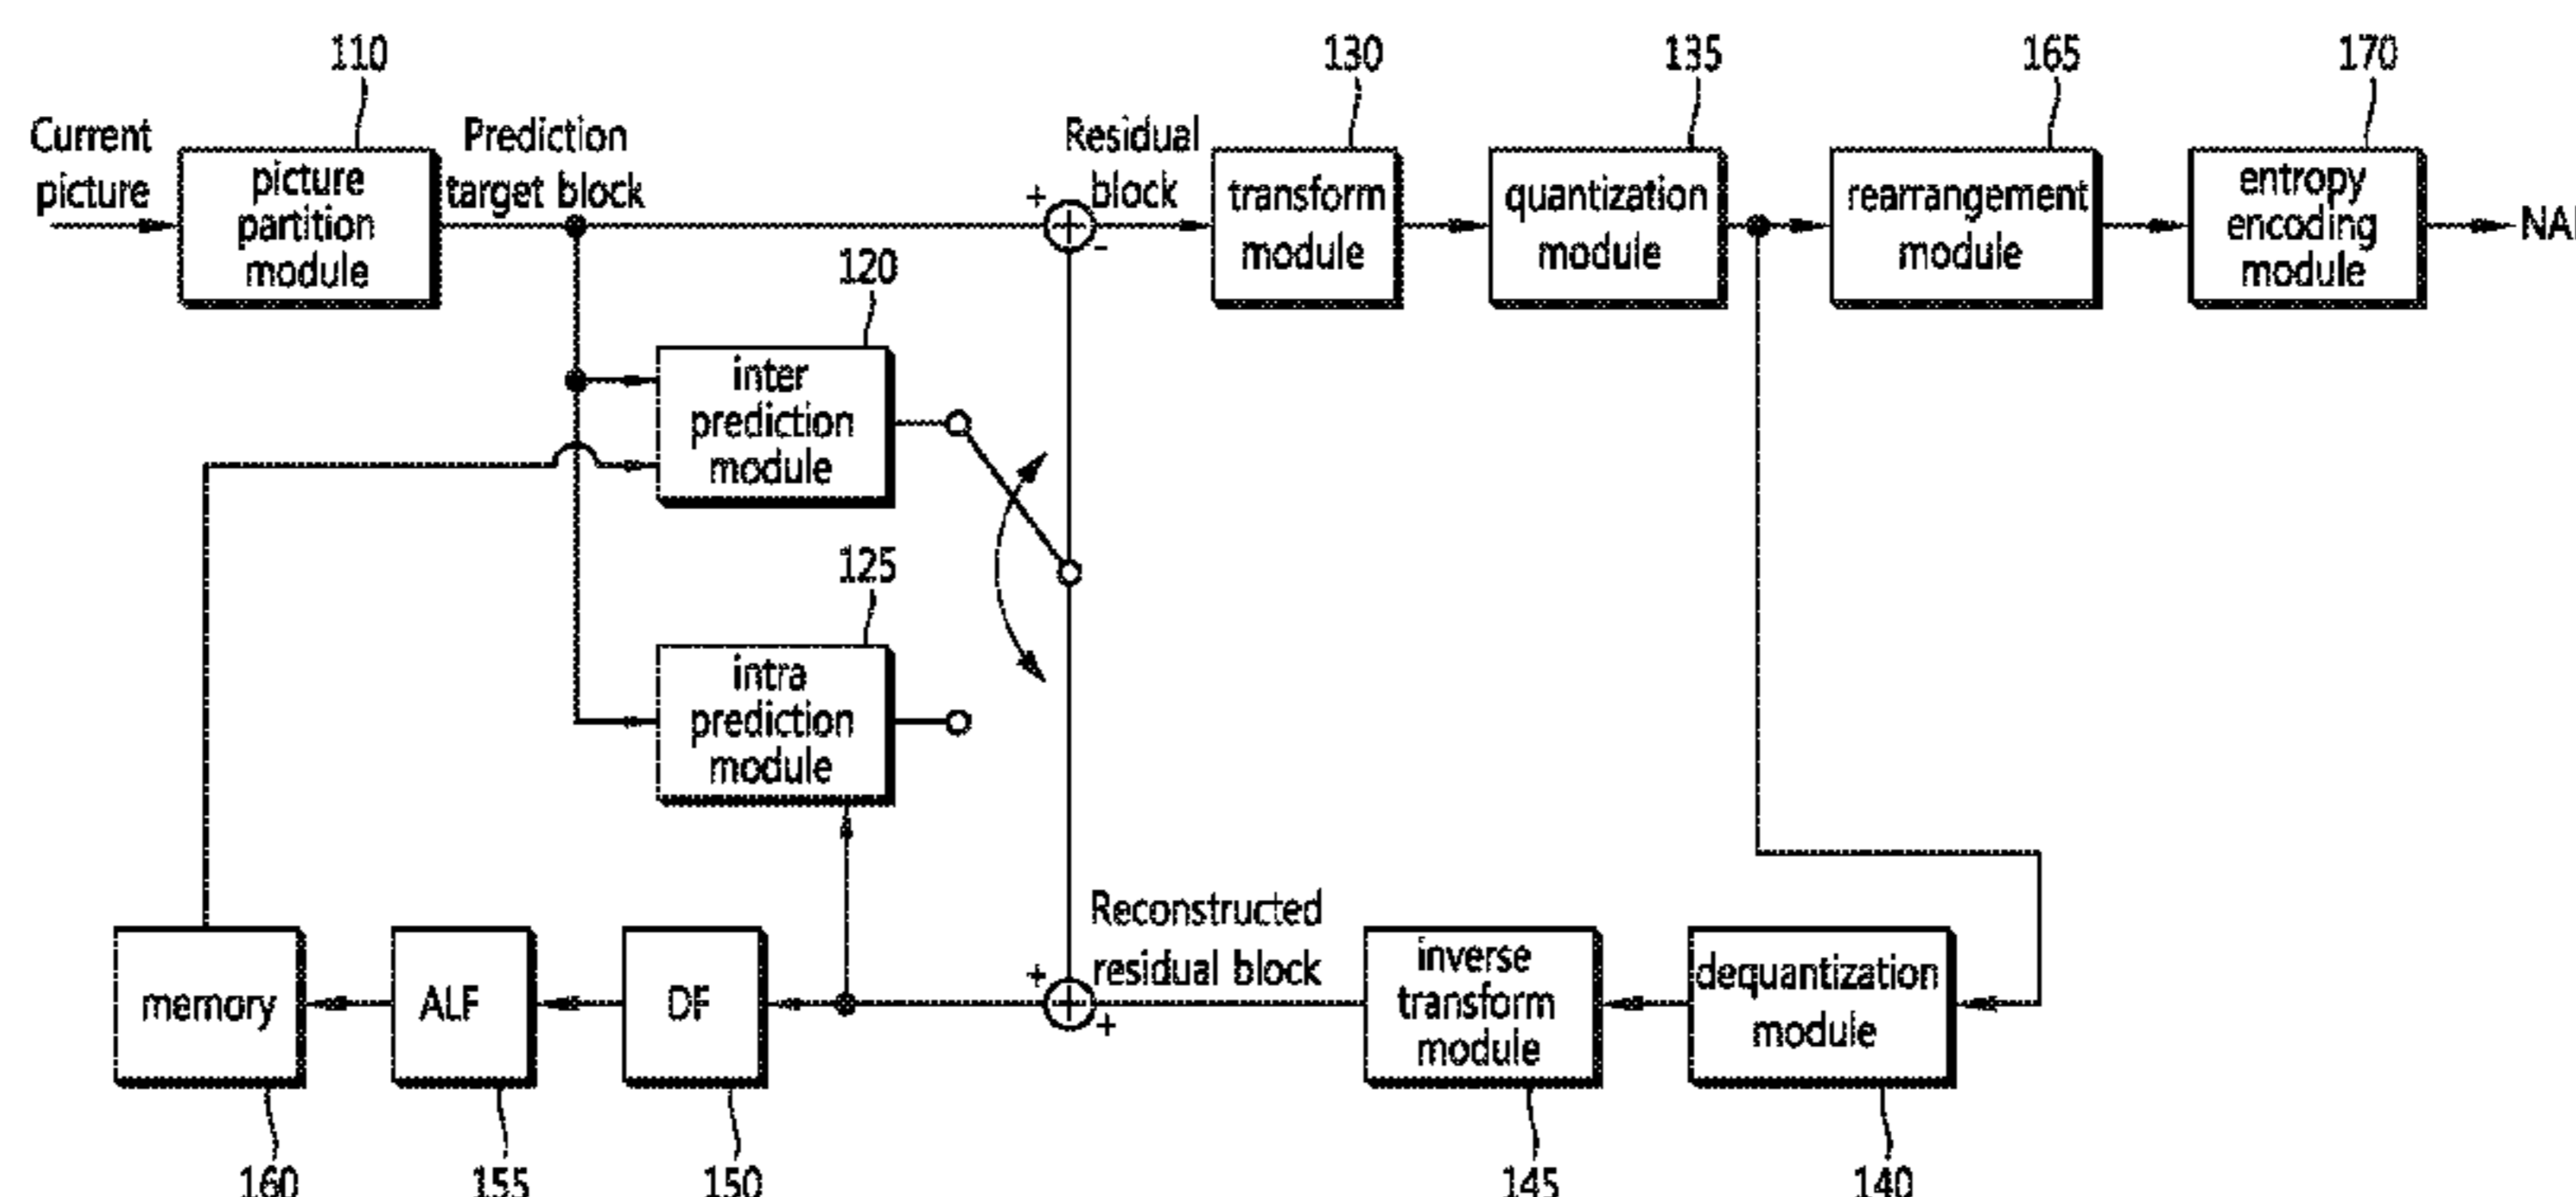 110
130
135
165
170
Current
picture
picture
partition
module
Prediction
target block
+
-
Residual
block
transform
module
quantization
module
rearrangement
module
entropy
encoding
module
120
inter
prediction
module
125
intra
prediction
module
memory
ALF
DF
+
+
Reconstructed
residual block
inverse
transform
module
dequantization
module
160
155
150
145
140